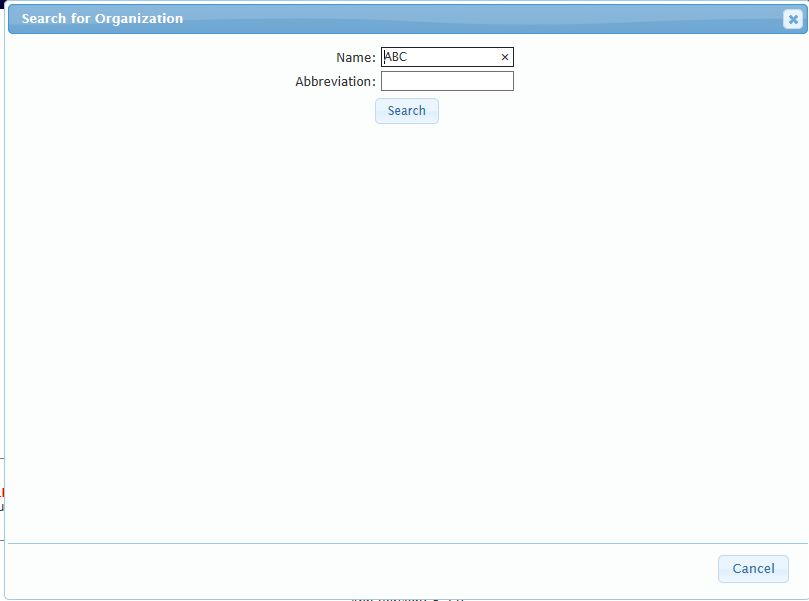 Search for Organization
Name: ABC
Abbreviation:
Search
Cancel